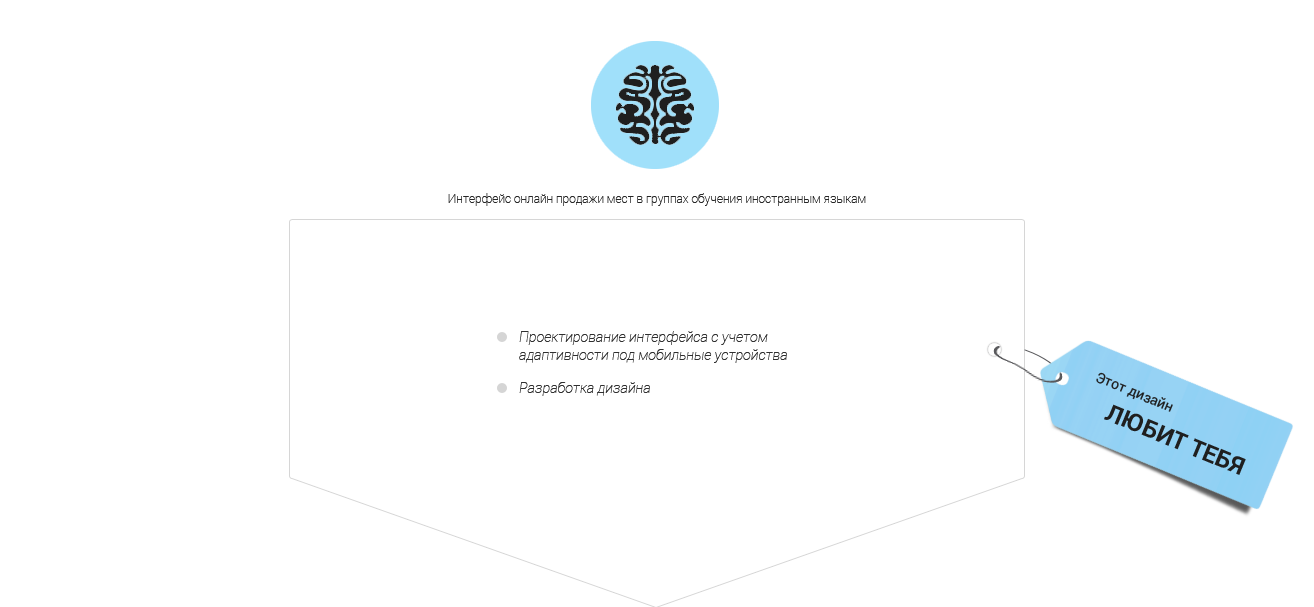 Интерфейс онлайн продажи мест в группах обучения иностранным языкам
Проектирование интерфейса с учетом
адаптивности под мобильные устройства
Разработка дизайна
Этот дизайн
ЛЮБИТ ТЕБЯ